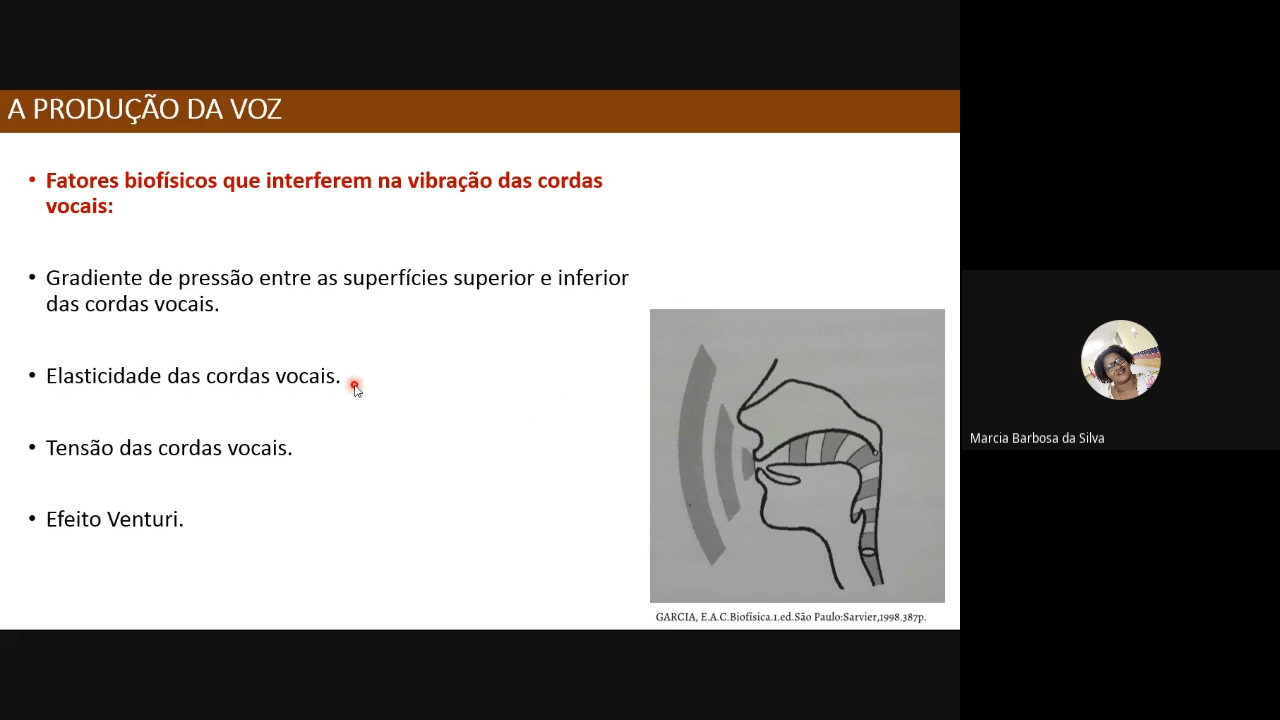 A PRODUÇÃO DA VOZ
• Fatores biofísicos que interferem na vibração das cordas
vocais:
• Gradiente de pressão entre as superfícies superior e inferior
das cordas vocais.
• Elasticidade das cordas vocais.
• Tensão das cordas vocais.
• Efeito Venturi.
GARCIA, E.A.C.Biofísica.1.ed.São Paulo:Sarvier,1998.387p.
Marcia Barbosa da Silva